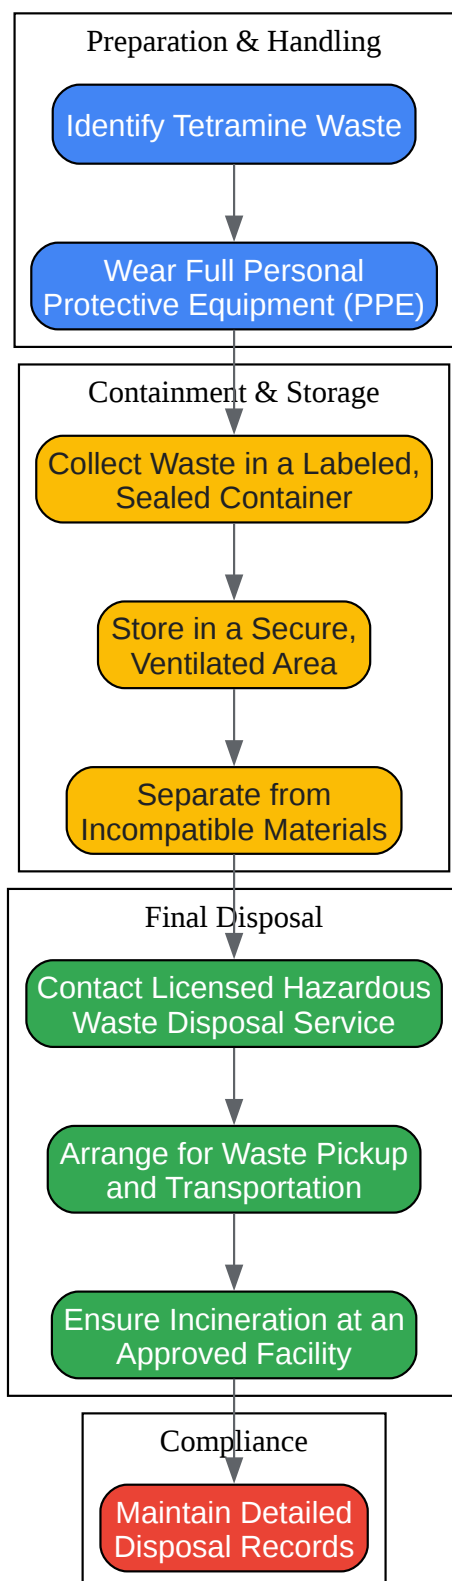 Preparation & Handling
Identify Tetramine Waste
Wear Full Personal
Protective Equipment (PPE)
Containment & Storage
Collect Waste in a Labeled,
Sealed Container
Store in a Secure,
Ventilated Area
Separate from
Incompatible Materials
Final Disposal
Contact Licensed Hazardous
Waste Disposal Service
Arrange for Waste Pickup
and Transportation
Ensure Incineration at an
Approved Facility
Compliance
Maintain Detailed
Disposal Records